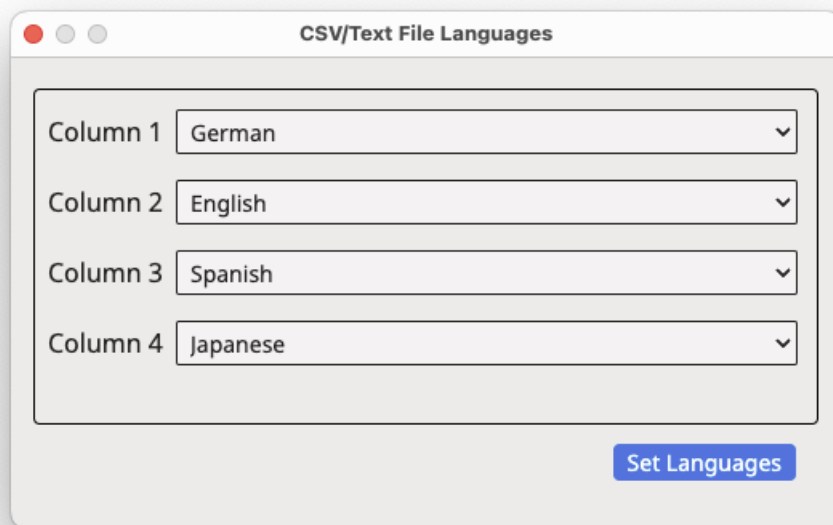 CSV/Text File Languages
Column 1 German
Column 2 English
Column 3 Spanish
Column 4 Japanese
Set Languages